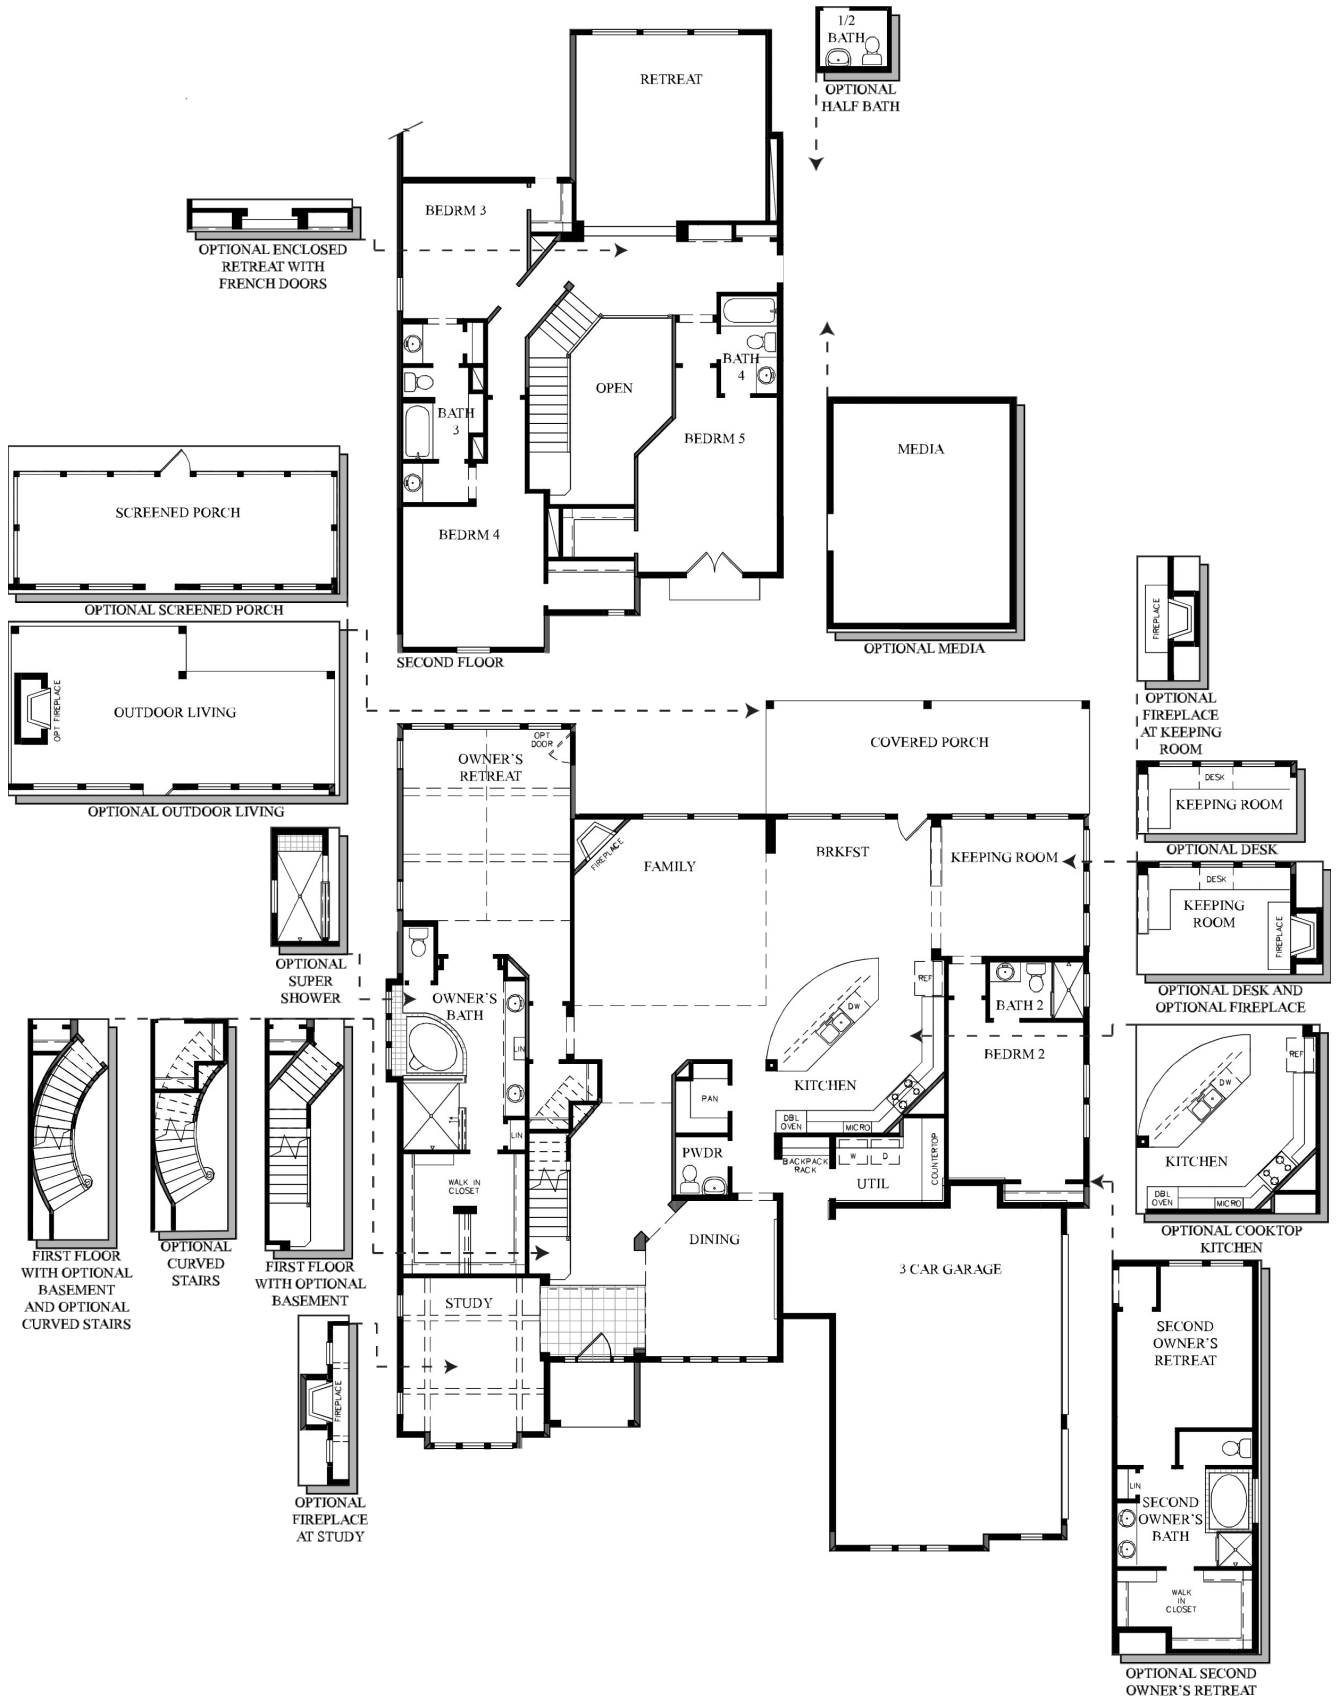 1/2
BATH
OPTIONAL
HALF BATH
RETREAT
BEDRM 3
OPTIONAL ENCLOSED
RETREAT WITH
FRENCH DOORS
BATH
4
OPEN
BATH
3
BEDRM 5
MEDIA
OPTIONAL MEDIA
BEDRM 4
SECOND FLOOR
SCREENED PORCH
OPTIONAL SCREENED PORCH
OPT FIREPLACE
OUTDOOR LIVING
OPTIONAL OUTDOOR LIVING
FIREPLACE
OPTIONAL
FIREPLACE
AT KEEPING
ROOM
DESK
KEEPING ROOM
OPTIONAL DESK
DESK
KEEPING
ROOM
FIREPLACE
OPTIONAL DESK AND
OPTIONAL FIREPLACE
OPT
DOOR
OWNER'S
RETREAT
COVERED PORCH
FIREPLACE
FAMILY
BRKFST
KEEPING ROOM
OPTIONAL
SUPER
SHOWER
OWNER'S
BATH
LIN
LIN
REF
DW
BATH 2
BEDRM 2
KITCHEN
PAN
DBL
OVEN
MICRO
PWDR
BACKPACK
RACK
W
D
UTIL
COUNTERTOP
REF
DW
KITCHEN
DBL
OVEN
MICRO
OPTIONAL COOKTOP
KITCHEN
WALK IN
CLOSET
DINING
3 CAR GARAGE
STUDY
FIRST FLOOR
WITH OPTIONAL
BASEMENT
AND OPTIONAL
CURVED STAIRS
OPTIONAL
CURVED
STAIRS
FIRST FLOOR
WITH OPTIONAL
BASEMENT
FIREPLACE
OPTIONAL
FIREPLACE
AT STUDY
SECOND
OWNER'S
RETREAT
LIN
SECOND
OWNER'S
BATH
WALK
IN
CLOSET
OPTIONAL SECOND
OWNER'S RETREAT